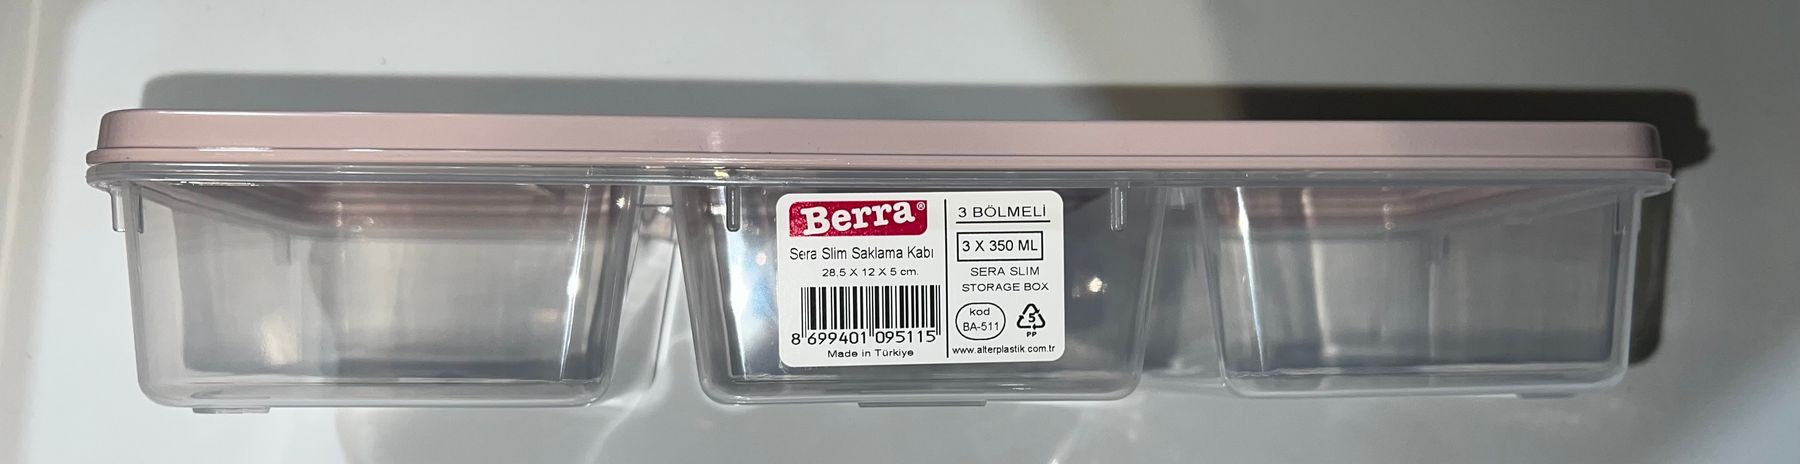 Berra®
Sera Slim Saklama Kabı
28,5 X 12 X 5 cm.
8 699401 095115
Made in Türkiye
3 BÖLMELİ
3 X 350 ML
SERA SLIM
STORAGE BOX
kod
BA-511
5
PP
www.alterplastik.com.tr